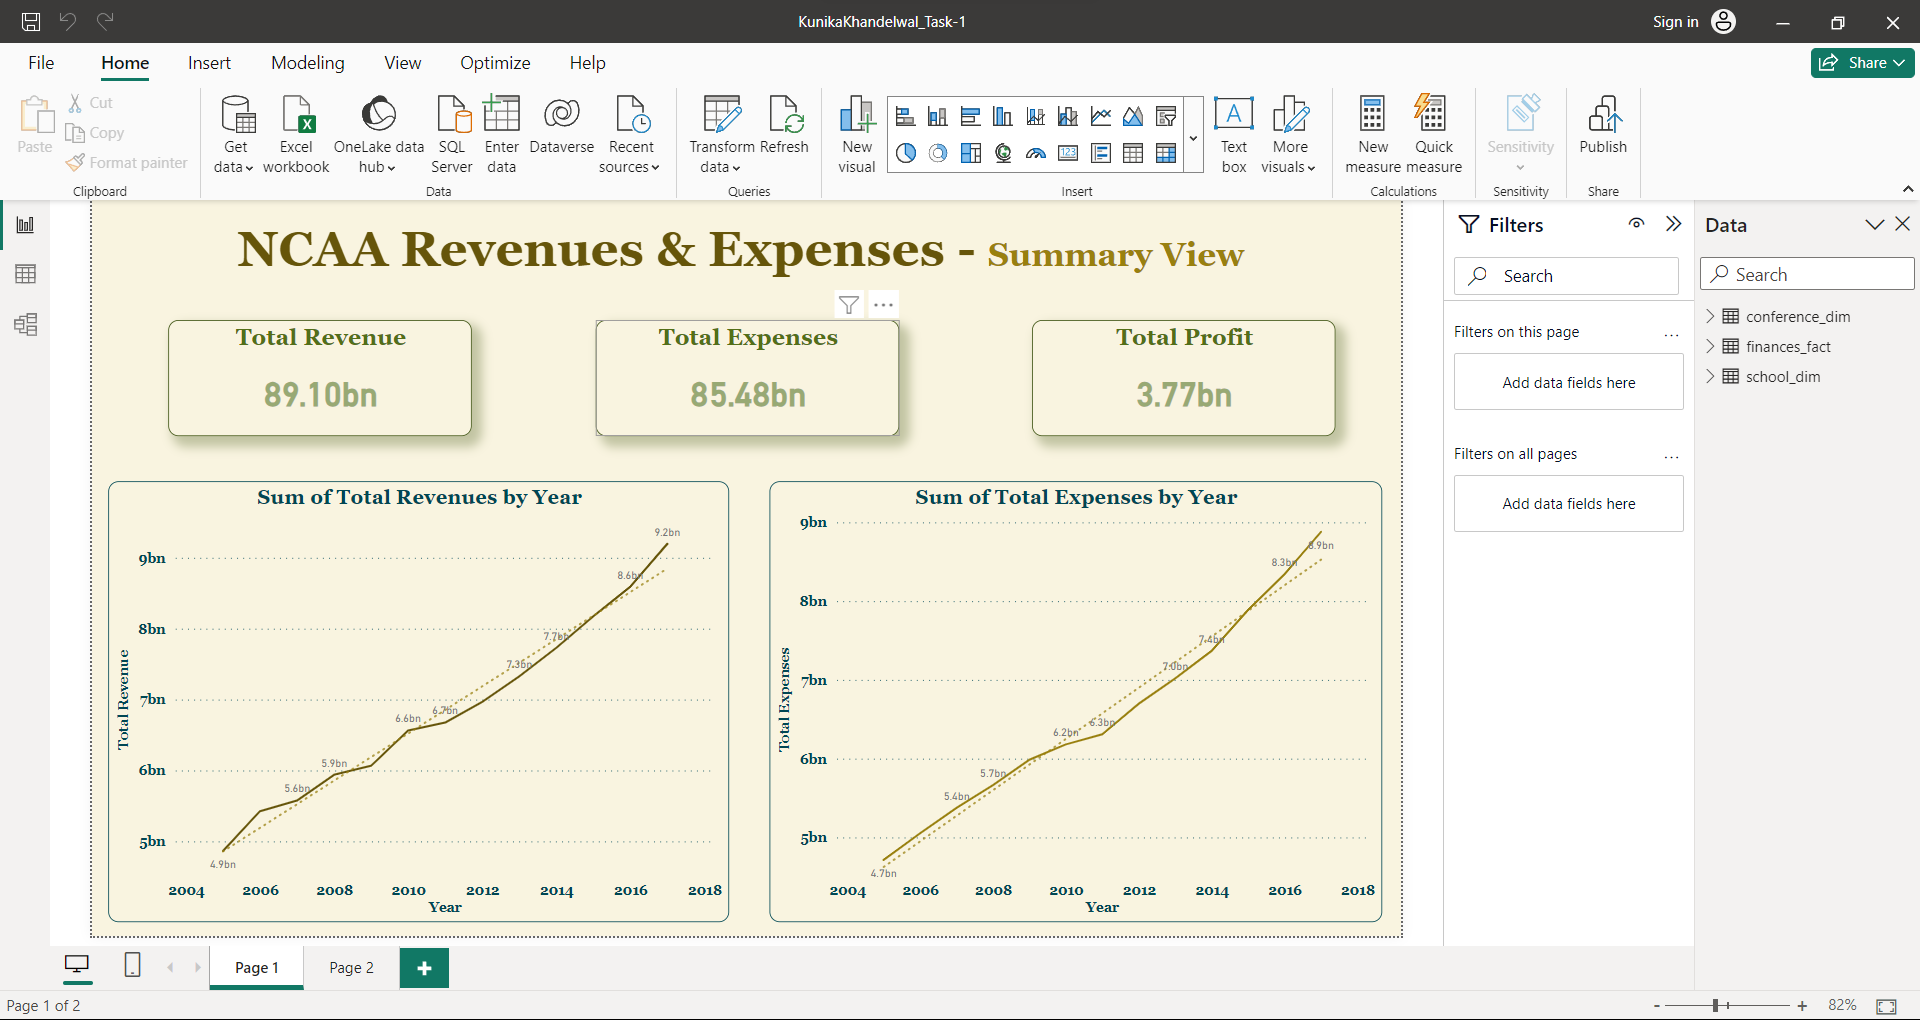 KunikaKhandelwal_Task-1
Sign in
File Home Insert Modeling View Optimize Help
Share
Paste
Cut
Copy
Format painter
Clipboard
Get data
Excel workbook
OneLake data hub
SQL Server
Enter data
Dataverse
Recent sources
Data
Transform data
Refresh
Queries
New visual
123
Insert
A
Text box
More visuals
New measure
Quick measure
Calculations
Sensitivity
Sensitivity
Publish
Share
NCAA Revenues & Expenses - Summary View
Total Revenue
89.10bn
Total Expenses
85.48bn
Total Profit
3.77bn
Sum of Total Revenues by Year
Total Revenue
9bn
8bn
7bn
6bn
5bn
4.9bn
5.6bn
5.9bn
6.6bn
6.7bn
7.3bn
7.7bn
8.6bn
9.2bn
2004 2006 2008 2010 2012 2014 2016 2018
Year
Sum of Total Expenses by Year
Total Expenses
9bn
8bn
7bn
6bn
5bn
4.7bn
5.4bn
5.7bn
6.2bn
6.3bn
7.0bn
7.4bn
8.3bn
8.9bn
2004 2006 2008 2010 2012 2014 2016 2018
Year
Filters
Search
Filters on this page
...
Add data fields here
Filters on all pages
...
Add data fields here
Data
Search
conference_dim
finances_fact
school_dim
Page 1
Page 2
+
Page 1 of 2
- + 82%